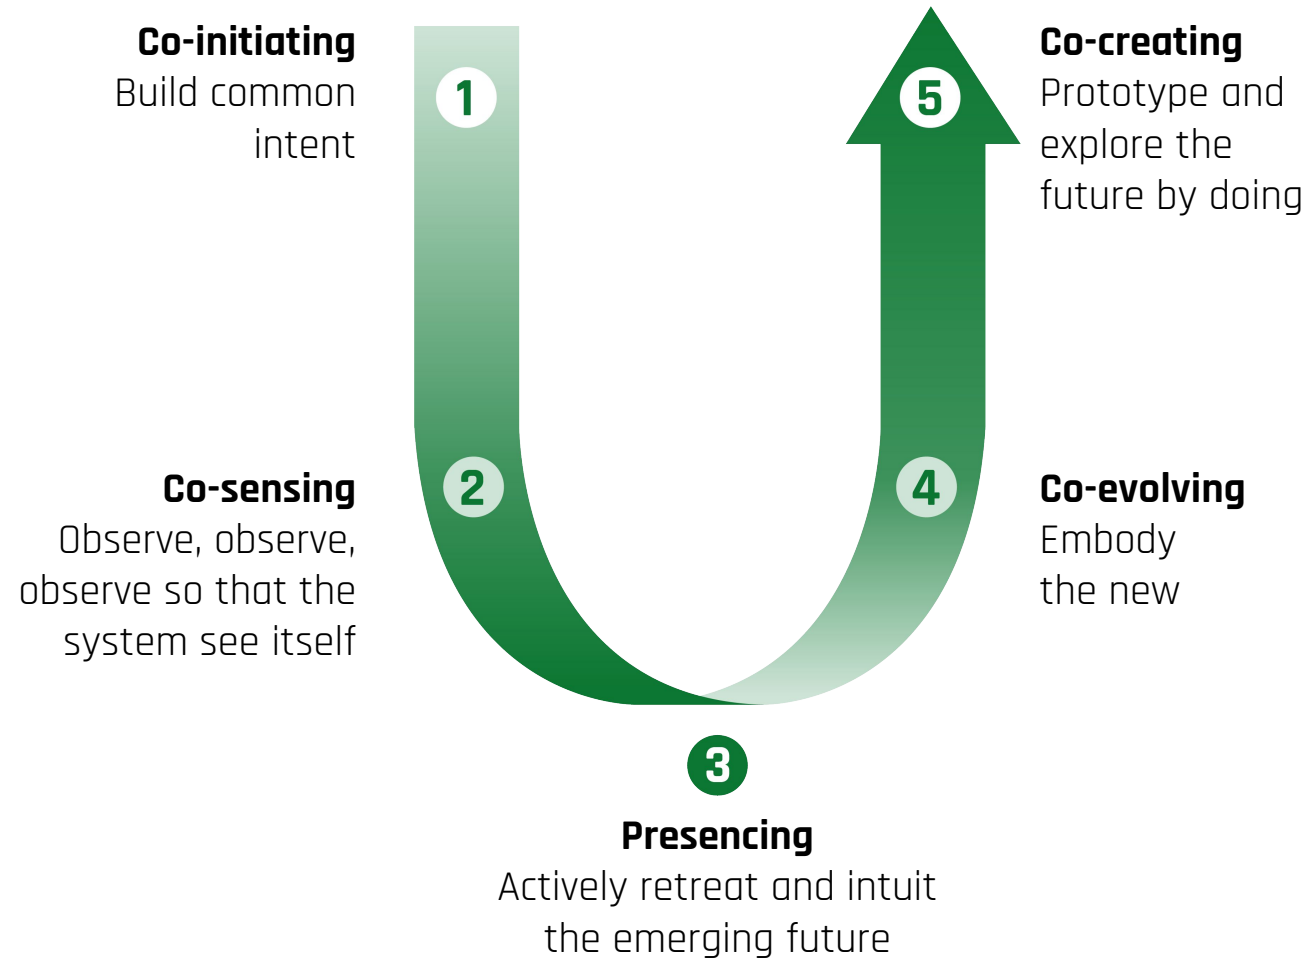 Co-initiating
Build common
intent
1
Co-sensing
Observe, observe,
observe so that the
system see itself
2
3
Presencing
Actively retreat and intuit
the emerging future
4
Co-evolving
Embody
the new
5
Co-creating
Prototype and
explore the
future by doing